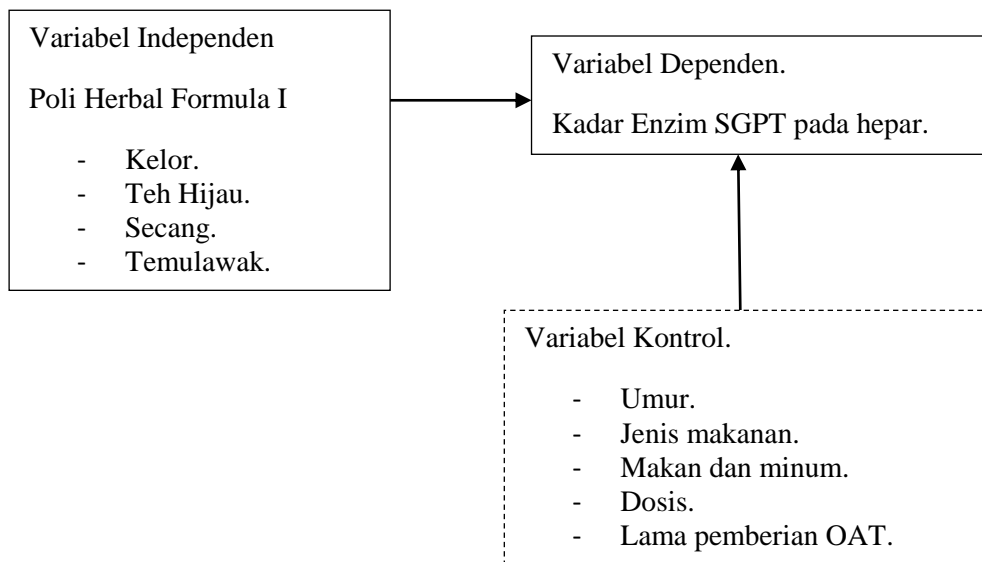 Variabel Independen
Poli Herbal Formula I
- Kelor.
- Teh Hijau.
- Secang.
- Temulawak.
Variabel Dependen.
Kadar Enzim SGPT pada hepar.
Variabel Kontrol.
- Umur.
- Jenis makanan.
- Makan dan minum.
- Dosis.
- Lama pemberian OAT.